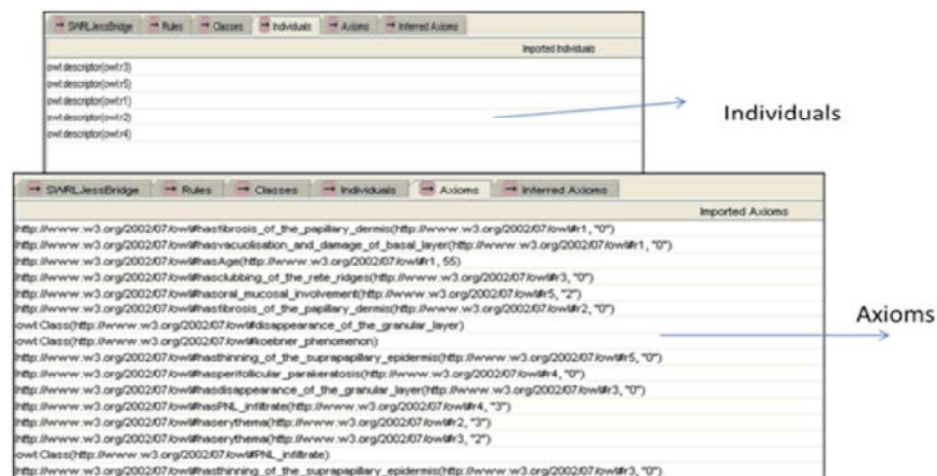 SWRLJessBridge Rules Classes Individuals Axioms Inferred Axioms
Imported Individuals
owl:descriptor(owl:r3)
owl:descriptor(owl:r5)
owl:descriptor(owl:r1)
owl:descriptor(owl:r2)
owl:descriptor(owl:r4)
Individuals
SWRLJessBridge Rules Classes Individuals Axioms Inferred Axioms
Imported Axioms
http://www.w3.org/2002/07/owl#hasfibrosis_of_the_papillary_dermis(http://www.w3.org/2002/07/owl#r1, "0")
http://www.w3.org/2002/07/owl#hasvacuolisation_and_damage_of_basal_layer(http://www.w3.org/2002/07/owl#r1, "0")
http://www.w3.org/2002/07/owl#hasAge(http://www.w3.org/2002/07/owl#r1, 55)
http://www.w3.org/2002/07/owl#hasclubbing_of_the_rete_ridges(http://www.w3.org/2002/07/owl#r3, "0")
http://www.w3.org/2002/07/owl#hasoral_mucosal_involvement(http://www.w3.org/2002/07/owl#r5, "2")
http://www.w3.org/2002/07/owl#hasfibrosis_of_the_papillary_dermis(http://www.w3.org/2002/07/owl#r2, "0")
owl:Class(http://www.w3.org/2002/07/owl#disappearance_of_the_granular_layer)
owl:Class(http://www.w3.org/2002/07/owl#koebner_phenomenon)
http://www.w3.org/2002/07/owl#hasthinning_of_the_suprapapillary_epidermis(http://www.w3.org/2002/07/owl#r5, "0")
http://www.w3.org/2002/07/owl#hasperifollicular_parakeratosis(http://www.w3.org/2002/07/owl#r4, "0")
http://www.w3.org/2002/07/owl#hasdisappearance_of_the_granular_layer(http://www.w3.org/2002/07/owl#r3, "0")
http://www.w3.org/2002/07/owl#hasPNL_infiltrate(http://www.w3.org/2002/07/owl#r4, "3")
http://www.w3.org/2002/07/owl#haserythema(http://www.w3.org/2002/07/owl#r2, "3")
http://www.w3.org/2002/07/owl#haserythema(http://www.w3.org/2002/07/owl#r3, "2")
owl:Class(http://www.w3.org/2002/07/owl#PNL_infiltrate)
http://www.w3.org/2002/07/owl#hasthinning_of_the_suprapapillary_epidermis(http://www.w3.org/2002/07/owl#r3, "0")
Axioms